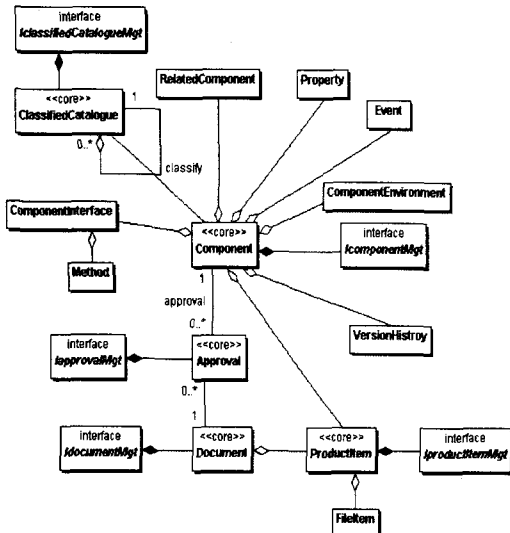 interface
IclassifiedCatalogueMgt
<<core>>
ClassifiedCatalogue
1
0..*
classify
RelatedComponent
Property
Event
ComponentEnvironment
ComponentInterface
Method
<<core>>
Component
interface
IcomponentMgt
1
approval
0..*
VersionHistroy
interface
IapprovalMgt
<<core>>
Approval
0..*
1
interface
IdocumentMgt
<<core>>
Document
<<core>>
ProductItem
interface
IproductItemMgt
FileItem